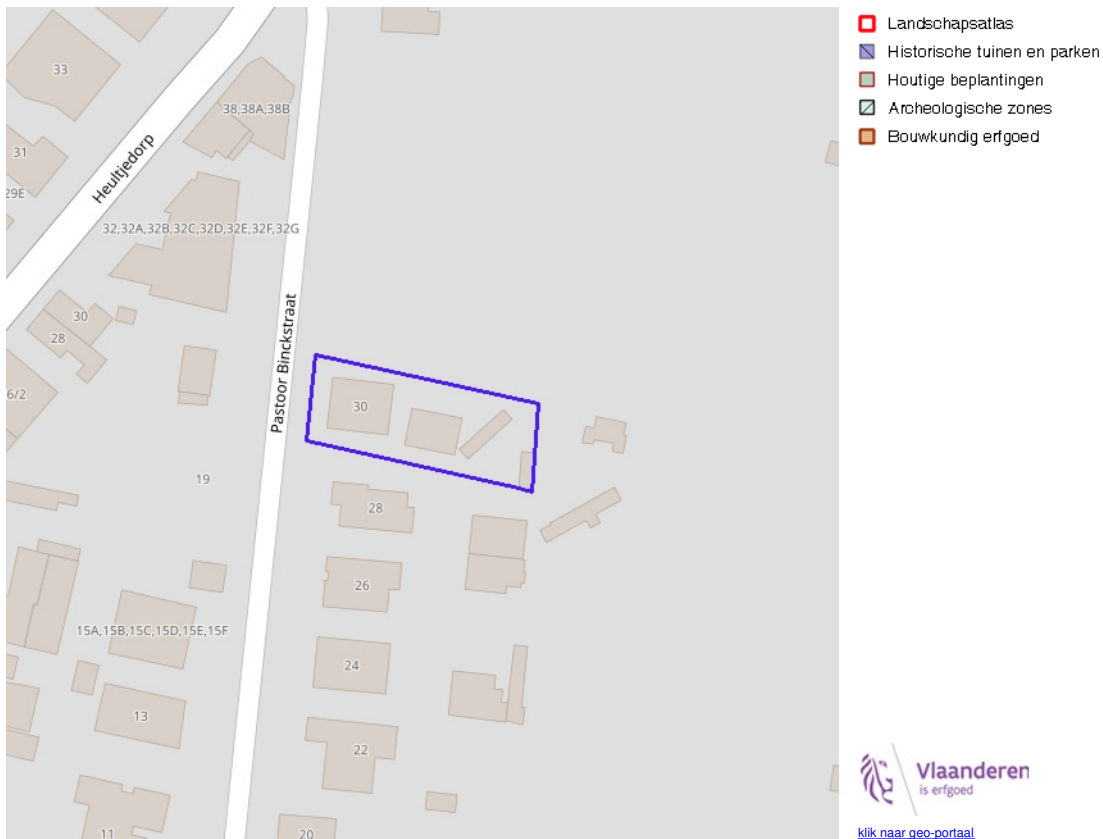 33
38,38A,38B
31
29E
Heultjedorp
32,32A,32B,32C,32D,32E,32F,32G
30
28
6/2
Pastoor Binckstraat
30
19
28
26
15A,15B,15C,15D,15E,15F
24
13
22
11
20
Landschapsatlas
Historische tuinen en parken
Houtige beplantingen
Archeologische zones
Bouwkundig erfgoed
Vlaanderen
is erfgoed
klik naar geo-portaal